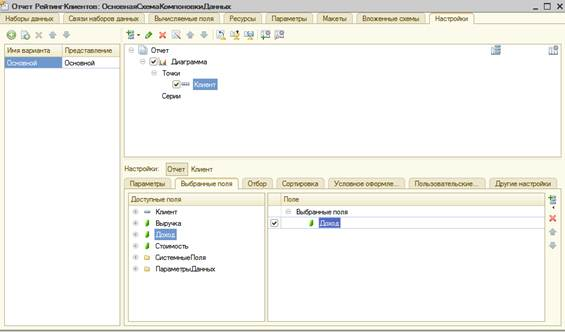 Отчет РейтингКлиентов: ОсновнаяСхемаКомпоновкиДанных
Наборы данных Связи наборов данных Вычисляемые поля Ресурсы Параметры Макеты Вложенные схемы Настройки
Имя варианта Представление
Основной Основной
Отчет
Диаграмма
Точки
Клиент
Серии
Настройки: Отчет Клиент
Параметры Выбранные поля Отбор Сортировка Условное оформле... Пользовательские... Другие настройки
Доступные поля
Клиент
Выручка
Доход
Стоимость
СистемныеПоля
ПараметрыДанных
Поле
Выбранные поля
Доход